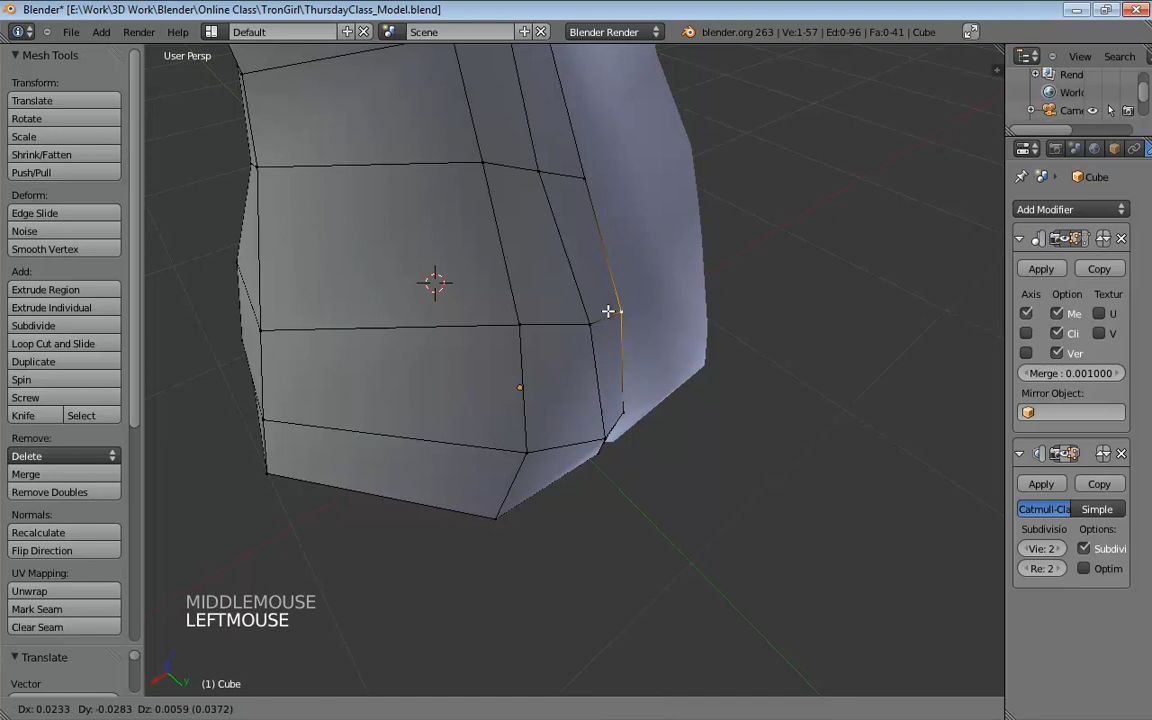 Blender* [E:\Work\3D Work\Blender\Online Class\TronGirl\ThursdayClass_Model.blend]
File Add Render Help Default Scene Blender Render blender.org 263 | Ve:1-57 | Ed:0-96 | Fa:0-41 | Cube
Mesh Tools
User Persp
View Search
Transform:
Translate
Rend
Worl
Rotate
Came
Scale
Shrink/Fatten
Push/Pull
Cube
Deform:
Add Modifier
Edge Slide
Noise
Smooth Vertex
Apply Copy
Add:
Extrude Region
Axis Option Textur
Extrude Individual
Me U
Subdivide
Cli V
Loop Cut and Slide
Ver
Duplicate
Merge : 0.001000
Spin
Mirror Object:
Screw
Knife Select
Remove:
Delete
Merge
Apply Copy
Remove Doubles
Catmull-Cla Simple
Normals:
Subdivisio Options:
Recalculate
Vie: 2 Subdivi
Flip Direction
Re: 2 Optim
UV Mapping:
Unwrap
MIDDLEMOUSE
Mark Seam
LEFTMOUSE
Clear Seam
Translate
Vector
(1) Cube
Dx: 0.0233 Dy: -0.0283 Dz: 0.0059 (0.0372)